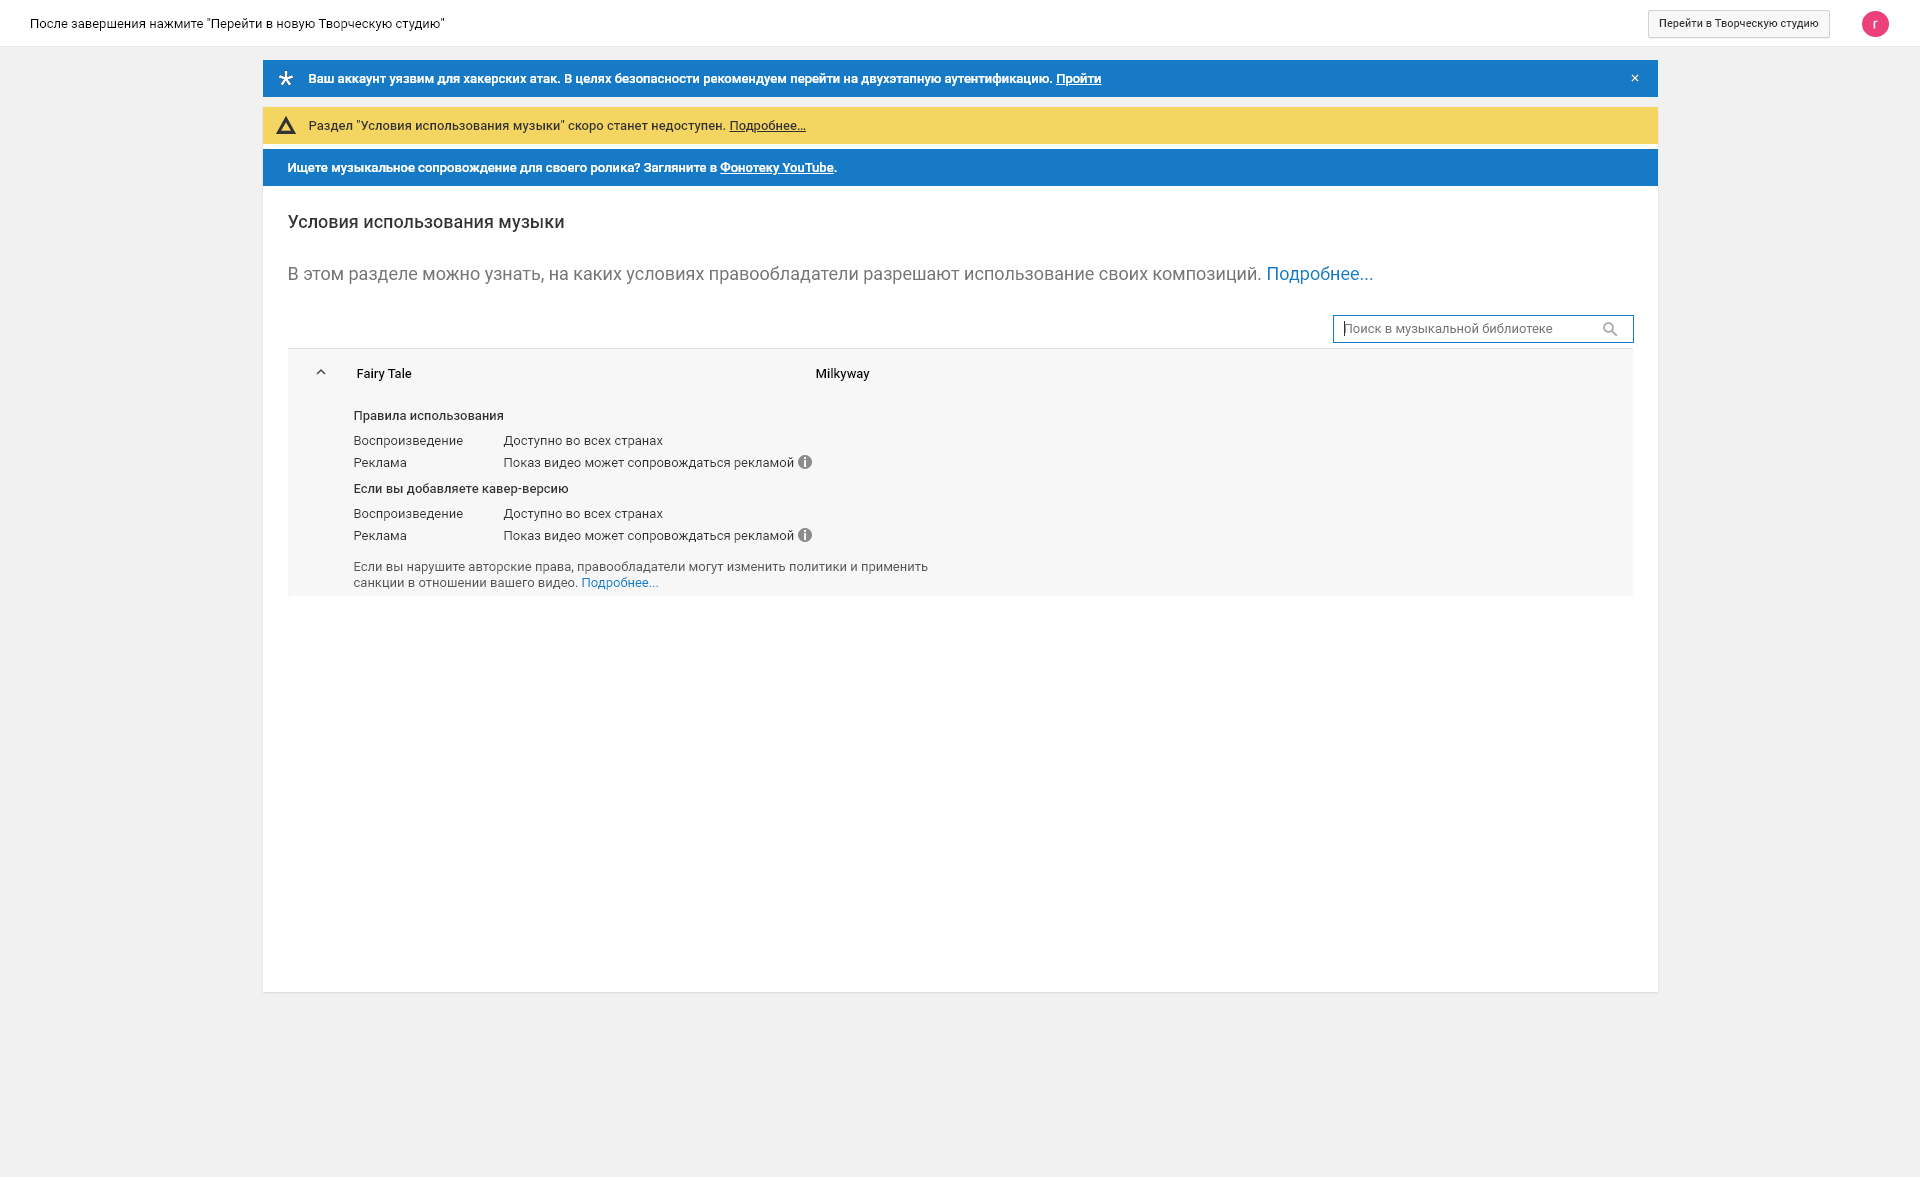 После завершения нажмите "Перейти в новую Творческую студию"
Перейти в Творческую студию
r
Ваш аккаунт уязвим для хакерских атак. В целях безопасности рекомендуем перейти на двухэтапную аутентификацию. Пройти
×
Раздел "Условия использования музыки" скоро станет недоступен. Подробнее...
Ищете музыкальное сопровождение для своего ролика? Загляните в Фонотеку YouTube.
Условия использования музыки
В этом разделе можно узнать, на каких условиях правообладатели разрешают использование своих композиций. Подробнее...
Поиск в музыкальной библиотеке
Fairy Tale Milkyway
Правила использования
Воспроизведение Доступно во всех странах
Реклама Показ видео может сопровождаться рекламой
Если вы добавляете кавер-версию
Воспроизведение Доступно во всех странах
Реклама Показ видео может сопровождаться рекламой
Если вы нарушите авторские права, правообладатели могут изменить политики и применить
санкции в отношении вашего видео. Подробнее...